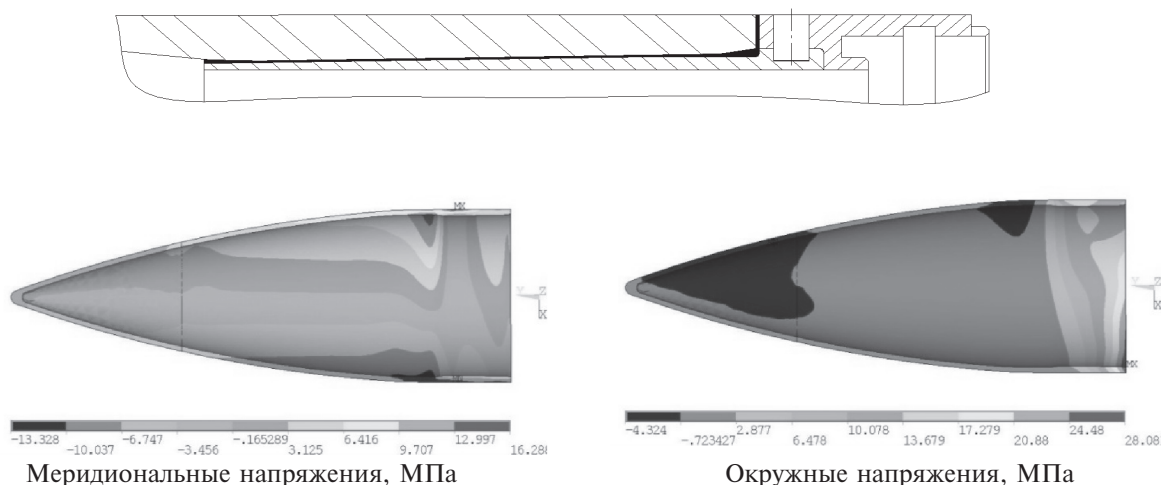 MX
Y Z
X
-13.328 -6.747 -.165289 6.416 12.997
-10.037 -3.456 3.125 9.707 16.288
Меридиональные напряжения, МПа
Y Z
X
MX
-4.324 2.877 10.078 17.279 24.48
-.723427 6.478 13.679 20.88 28.08
Окружные напряжения, МПа